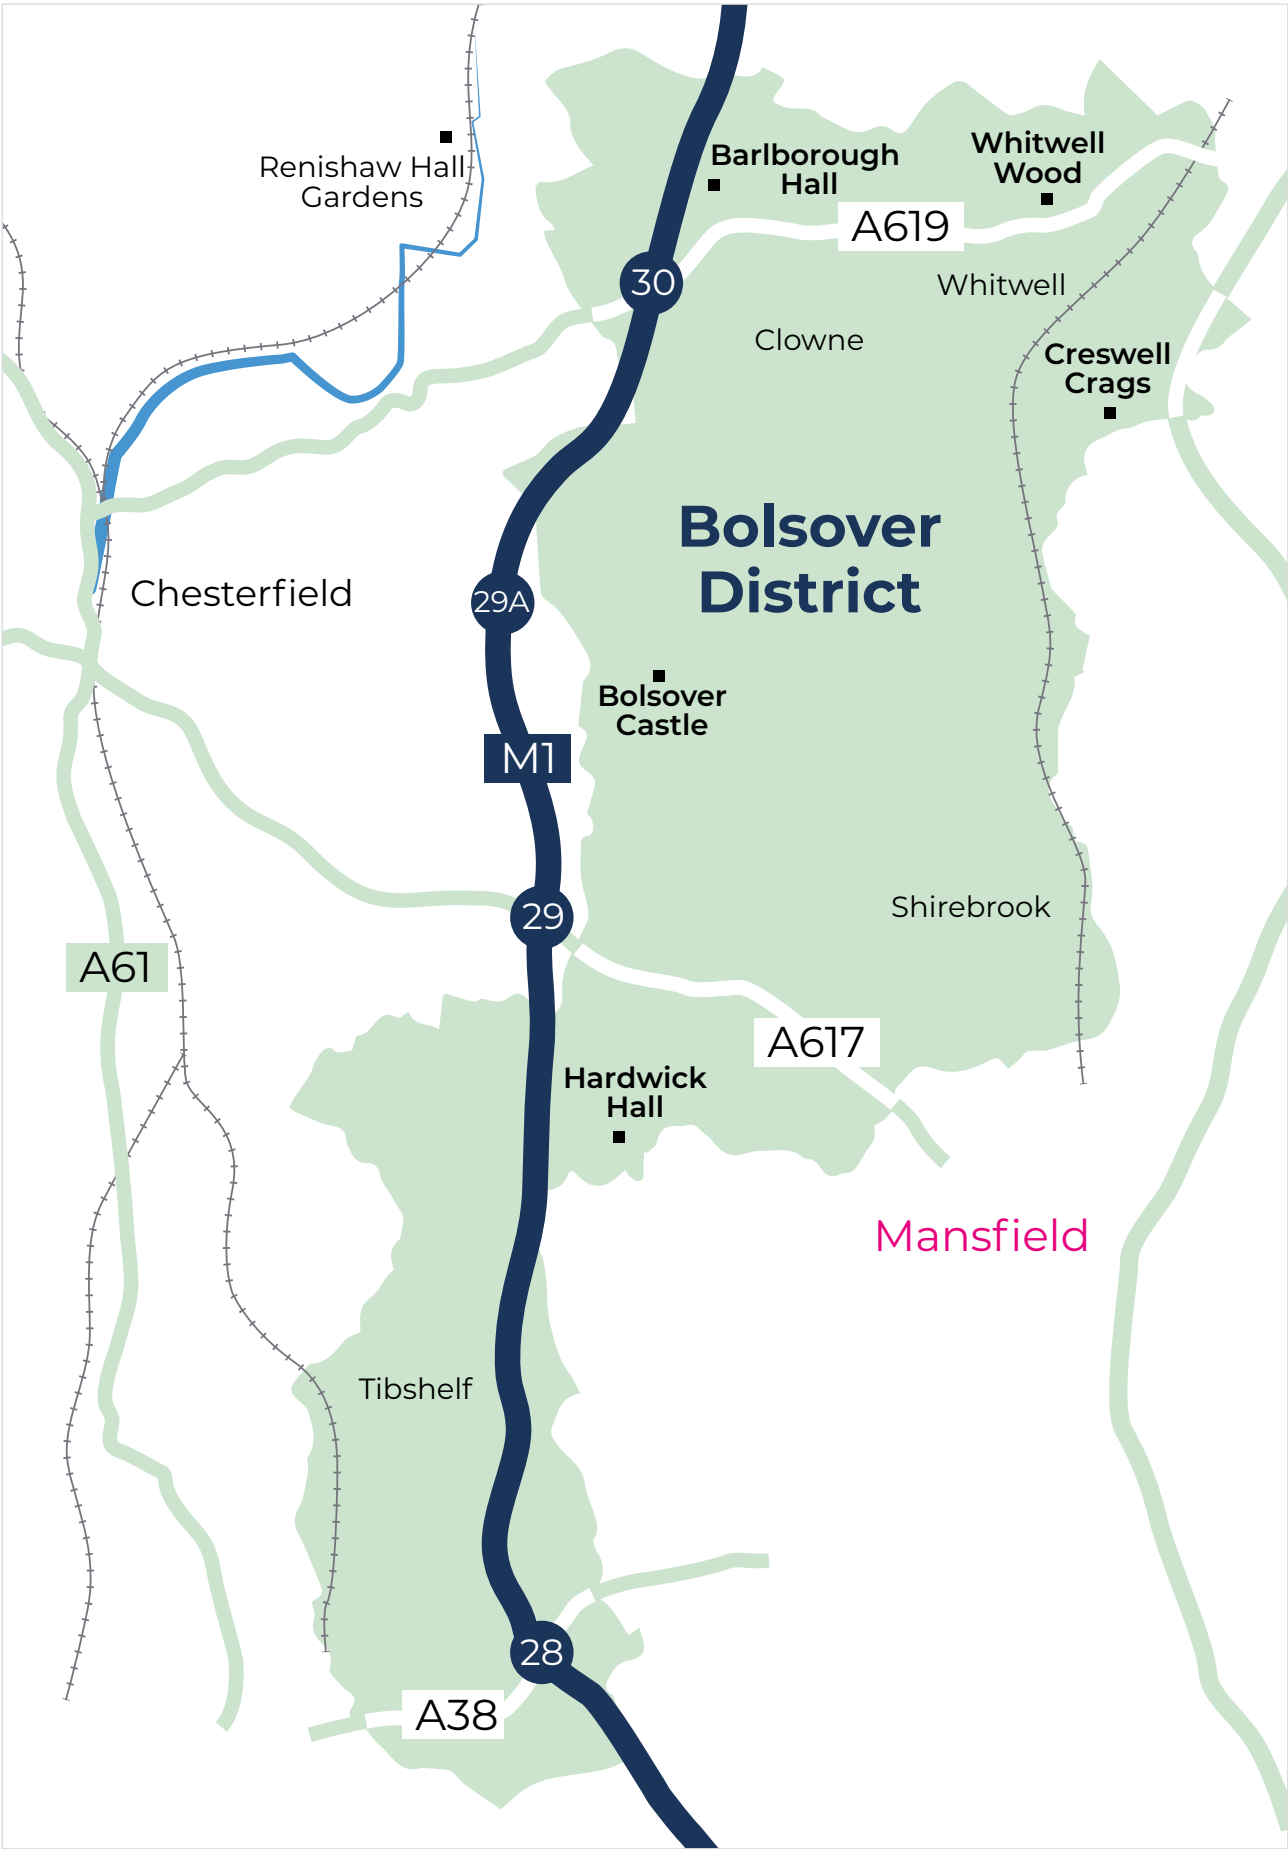 Renishaw Hall
Gardens
Barlborough
Hall
Whitwell
Wood
A619
30
Whitwell
Clowne
Creswell
Crags
Bolsover
District
Chesterfield
29A
Bolsover
Castle
M1
Shirebrook
29
A61
A617
Hardwick
Hall
Mansfield
Tibshelf
28
A38